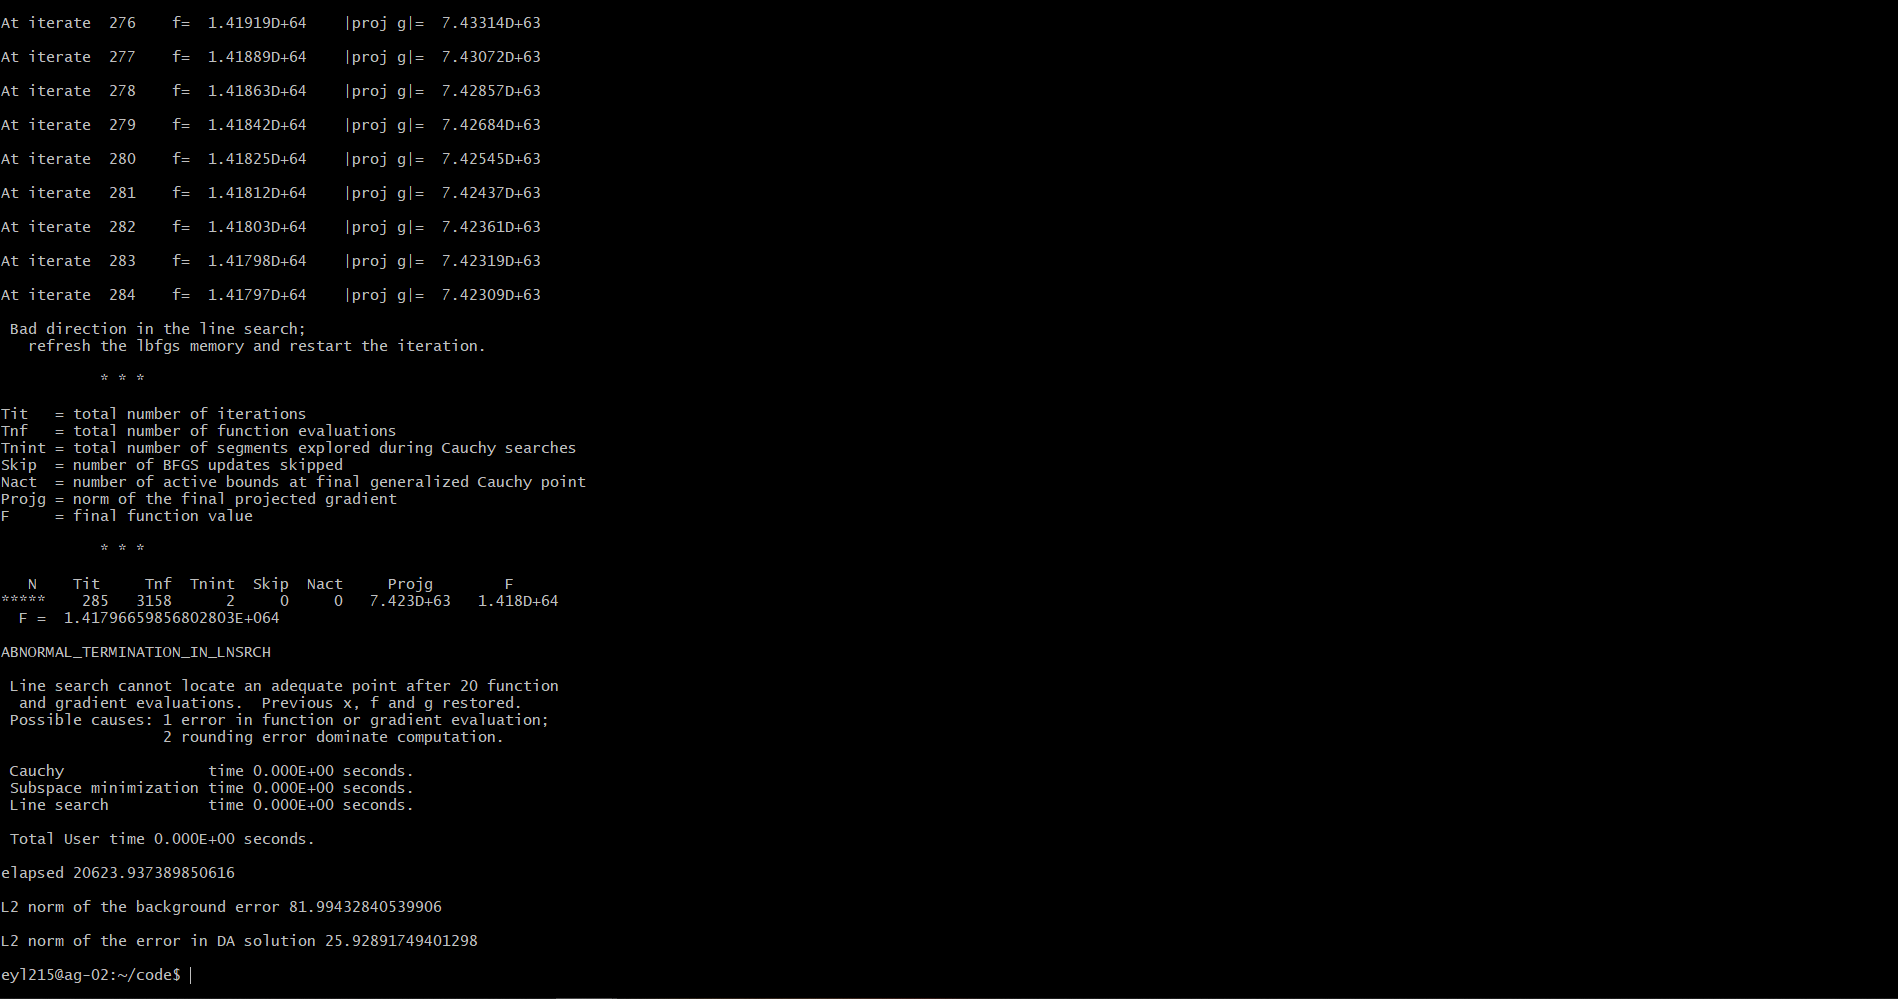 At iterate  276    f=  1.41919D+64    |proj g|=  7.43314D+63
At iterate  277    f=  1.41889D+64    |proj g|=  7.43072D+63
At iterate  278    f=  1.41863D+64    |proj g|=  7.42857D+63
At iterate  279    f=  1.41842D+64    |proj g|=  7.42684D+63
At iterate  280    f=  1.41825D+64    |proj g|=  7.42545D+63
At iterate  281    f=  1.41812D+64    |proj g|=  7.42437D+63
At iterate  282    f=  1.41803D+64    |proj g|=  7.42361D+63
At iterate  283    f=  1.41798D+64    |proj g|=  7.42319D+63
At iterate  284    f=  1.41797D+64    |proj g|=  7.42309D+63
 Bad direction in the line search;
   refresh the lbfgs memory and restart the iteration.
           * * *
Tit   = total number of iterations
Tnf   = total number of function evaluations
Tnint = total number of segments explored during Cauchy searches
Skip  = number of BFGS updates skipped
Nact  = number of active bounds at final generalized Cauchy point
Projg = norm of the final projected gradient
F     = final function value
           * * *
   N    Tit     Tnf  Tnint  Skip  Nact     Projg        F
*****    285   3158      2     0     0   7.423D+63   1.418D+64
  F =  1.41796659856802803E+064
ABNORMAL_TERMINATION_IN_LNSRCH
 Line search cannot locate an adequate point after 20 function
  and gradient evaluations.  Previous x, f and g restored.
 Possible causes: 1 error in function or gradient evaluation;
                  2 rounding error dominate computation.
 Cauchy                time 0.000E+00 seconds.
 Subspace minimization time 0.000E+00 seconds.
 Line search           time 0.000E+00 seconds.
 Total User time 0.000E+00 seconds.
elapsed 20623.937389850616
L2 norm of the background error 81.99432840539906
L2 norm of the error in DA solution 25.92891749401298
eyl215@ag-02:~/code$